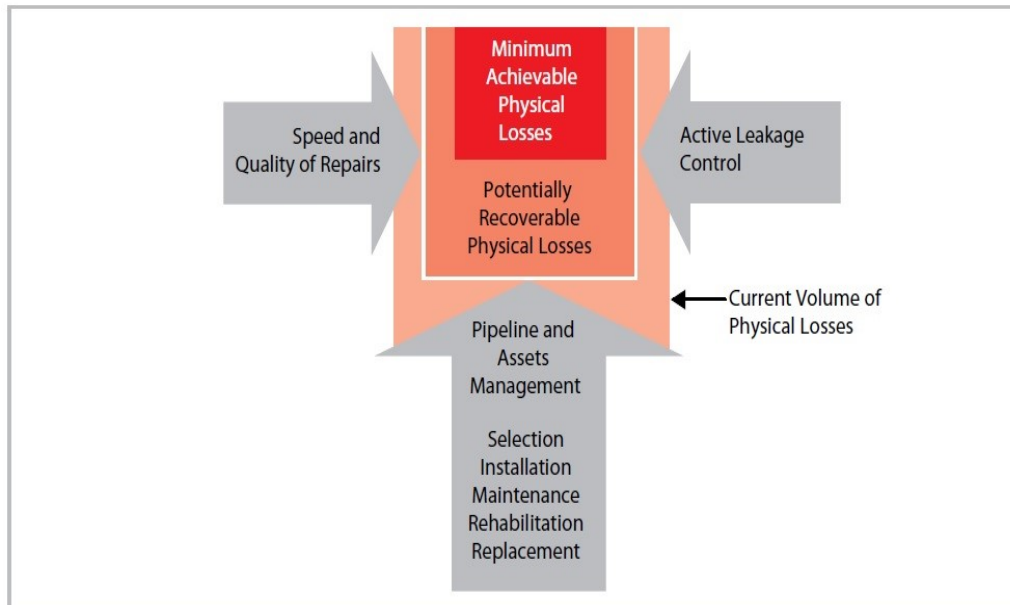 Minimum
Achievable
Physical
Losses
Speed and
Quality of Repairs
Active Leakage
Control
Potentially
Recoverable
Physical Losses
Current Volume of
Physical Losses
Pipeline and
Assets
Management
Selection
Installation
Maintenance
Rehabilitation
Replacement